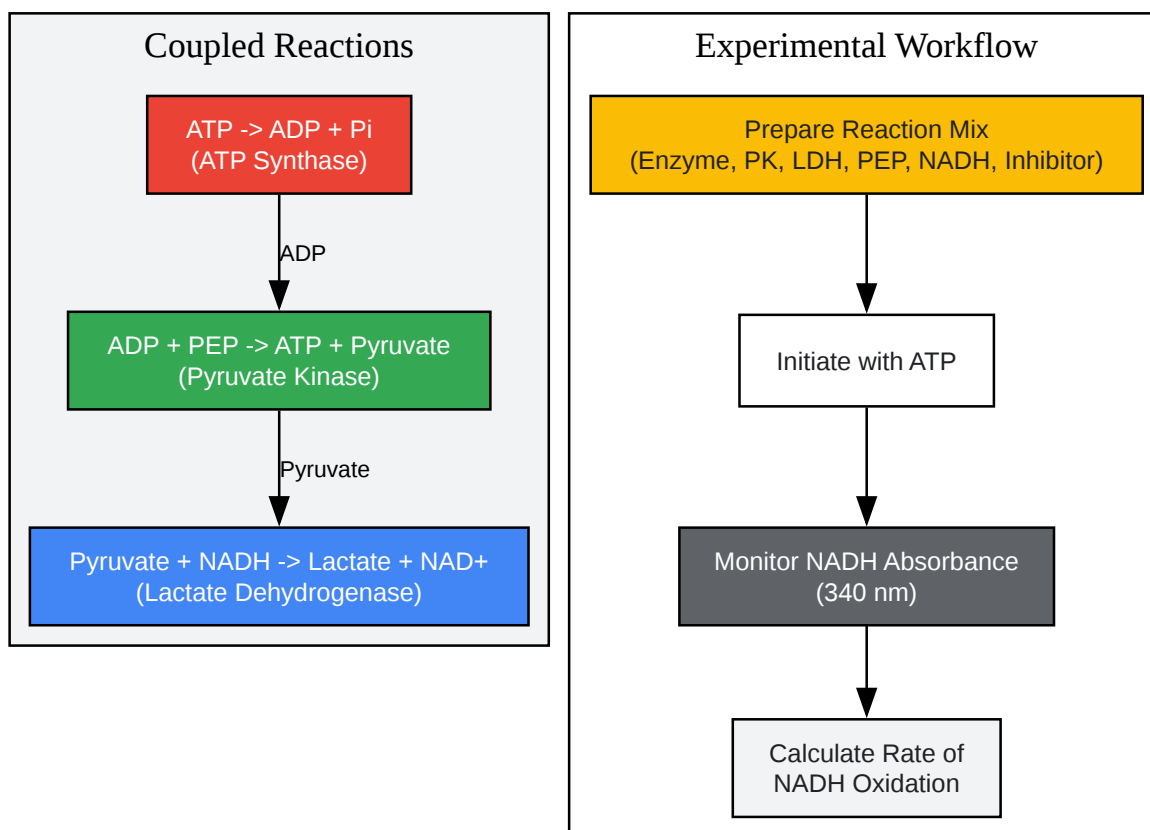 Coupled Reactions
ATP -> ADP + Pi
(ATP Synthase)
ADP
ADP + PEP -> ATP + Pyruvate
(Pyruvate Kinase)
Pyruvate
Pyruvate + NADH -> Lactate + NAD+
(Lactate Dehydrogenase)
Experimental Workflow
Prepare Reaction Mix
(Enzyme, PK, LDH, PEP, NADH, Inhibitor)
Initiate with ATP
Monitor NADH Absorbance
(340 nm)
Calculate Rate of
NADH Oxidation